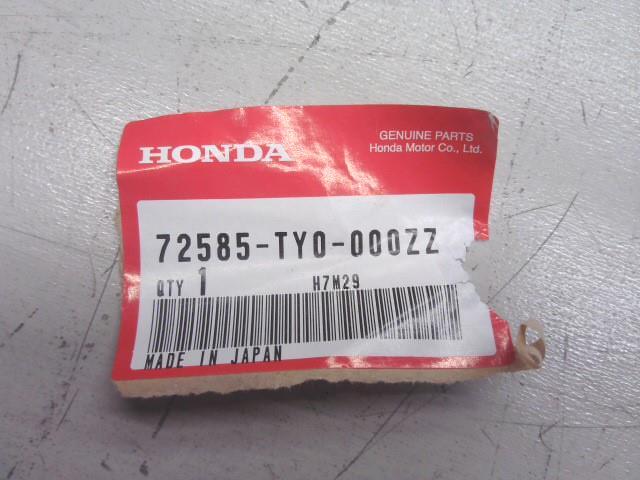 GENUINE PARTS
HONDA
Honda Motor Co., Ltd.
72585-TY0-000ZZ
QTY 1 H7M29
MADE IN JAPAN